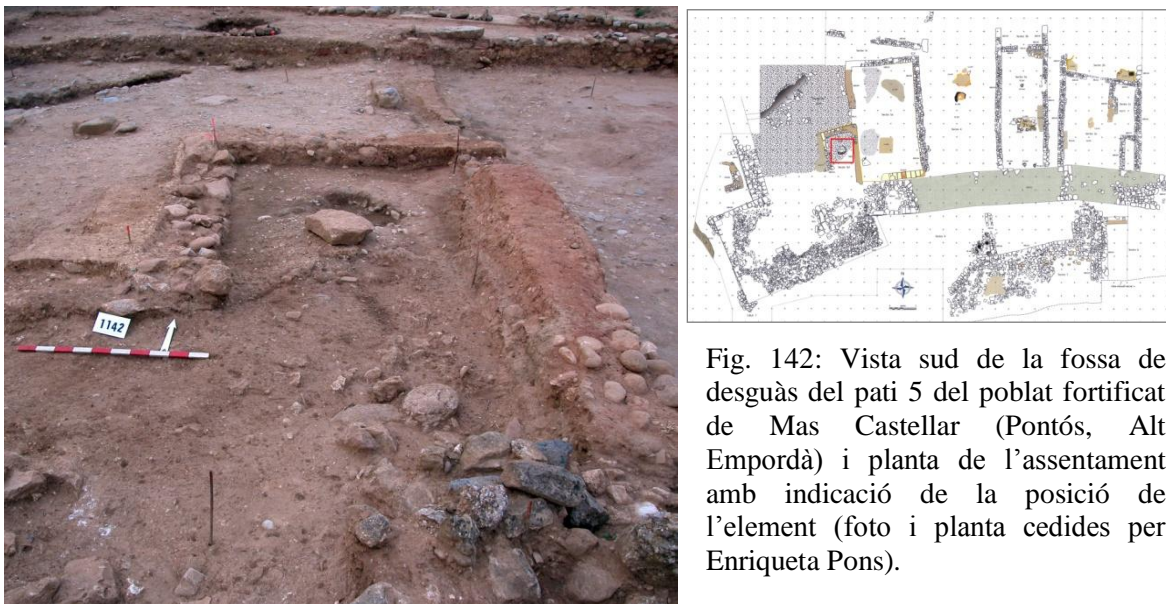 1142
Fig. 142: Vista sud de la fossa de
desguàs del pati 5 del poblat fortificat
de Mas Castellar (Pontós, Alt
Empordà) i planta de l’assentament
amb indicació de la posició de
l’element (foto i planta cedides per
Enriqueta Pons).